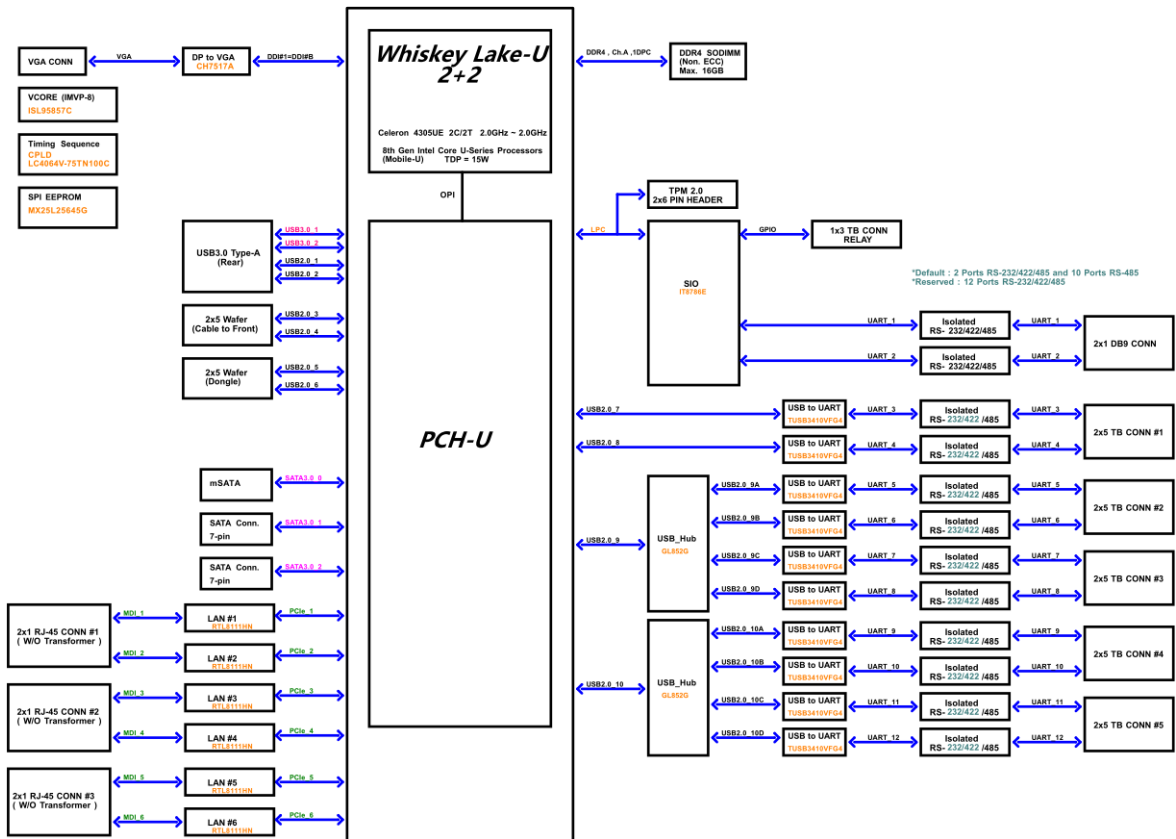 VGA CONN
VGA
DP to VGA
CH7517A
DDI#1=DDI#B
VCORE (IMVP-8)
ISL95857C
Timing Sequence
CPLD
LC4064V-75TN100C
SPI EEPROM
MX25L25645G
Whiskey Lake-U
2+2
Celeron 4305UE 2C/2T 2.0GHz ~ 2.0GHz
8th Gen Intel Core U-Series Processors
(Mobile-U) TDP = 15W
OPI
PCH-U
DDR4 , Ch.A ,1DPC
DDR4 SODIMM
(Non. ECC)
Max. 16GB
TPM 2.0
2x6 PIN HEADER
LPC
SIO
IT8786E
GPIO
1x3 TB CONN
RELAY
*Default : 2 Ports RS-232/422/485 and 10 Ports RS-485
*Reserved : 12 Ports RS-232/422/485
USB3.0 Type-A
(Rear)
USB3.0_1
USB3.0_2
USB2.0_1
USB2.0_2
2x5 Wafer
(Cable to Front)
USB2.0_3
USB2.0_4
2x5 Wafer
(Dongle)
USB2.0_5
USB2.0_6
mSATA
SATA3.0_0
SATA Conn.
7-pin
SATA3.0_1
SATA Conn.
7-pin
SATA3.0_2
2x1 RJ-45 CONN #1
( W/O Transformer )
MDI_1
LAN #1
RTL8111HN
PCIe_1
MDI_2
LAN #2
RTL8111HN
PCIe_2
2x1 RJ-45 CONN #2
( W/O Transformer )
MDI_3
LAN #3
RTL8111HN
PCIe_3
MDI_4
LAN #4
RTL8111HN
PCIe_4
2x1 RJ-45 CONN #3
( W/O Transformer )
MDI_5
LAN #5
RTL8111HN
PCIe_5
MDI_6
LAN #6
RTL8111HN
PCIe_6
UART_1
Isolated
RS- 232/422/485
UART_1
UART_2
Isolated
RS- 232/422/485
UART_2
2x1 DB9 CONN
USB2.0_7
USB to UART
TUSB3410VFG4
UART_3
Isolated
RS- 232/422 /485
UART_3
USB2.0_8
USB to UART
TUSB3410VFG4
UART_4
Isolated
RS- 232/422 /485
UART_4
2x5 TB CONN #1
USB2.0_9
USB_Hub
GL852G
USB2.0_9A
USB to UART
TUSB3410VFG4
UART_5
Isolated
RS- 232/422 /485
UART_5
USB2.0_9B
USB to UART
TUSB3410VFG4
UART_6
Isolated
RS- 232/422 /485
UART_6
2x5 TB CONN #2
USB2.0_9C
USB to UART
TUSB3410VFG4
UART_7
Isolated
RS- 232/422 /485
UART_7
USB2.0_9D
USB to UART
TUSB3410VFG4
UART_8
Isolated
RS- 232/422 /485
UART_8
2x5 TB CONN #3
USB2.0_10
USB_Hub
GL852G
USB2.0_10A
USB to UART
TUSB3410VFG4
UART_9
Isolated
RS- 232/422 /485
UART_9
USB2.0_10B
USB to UART
TUSB3410VFG4
UART_10
Isolated
RS- 232/422 /485
UART_10
2x5 TB CONN #4
USB2.0_10C
USB to UART
TUSB3410VFG4
UART_11
Isolated
RS- 232/422 /485
UART_11
USB2.0_10D
USB to UART
TUSB3410VFG4
UART_12
Isolated
RS- 232/422 /485
UART_12
2x5 TB CONN #5